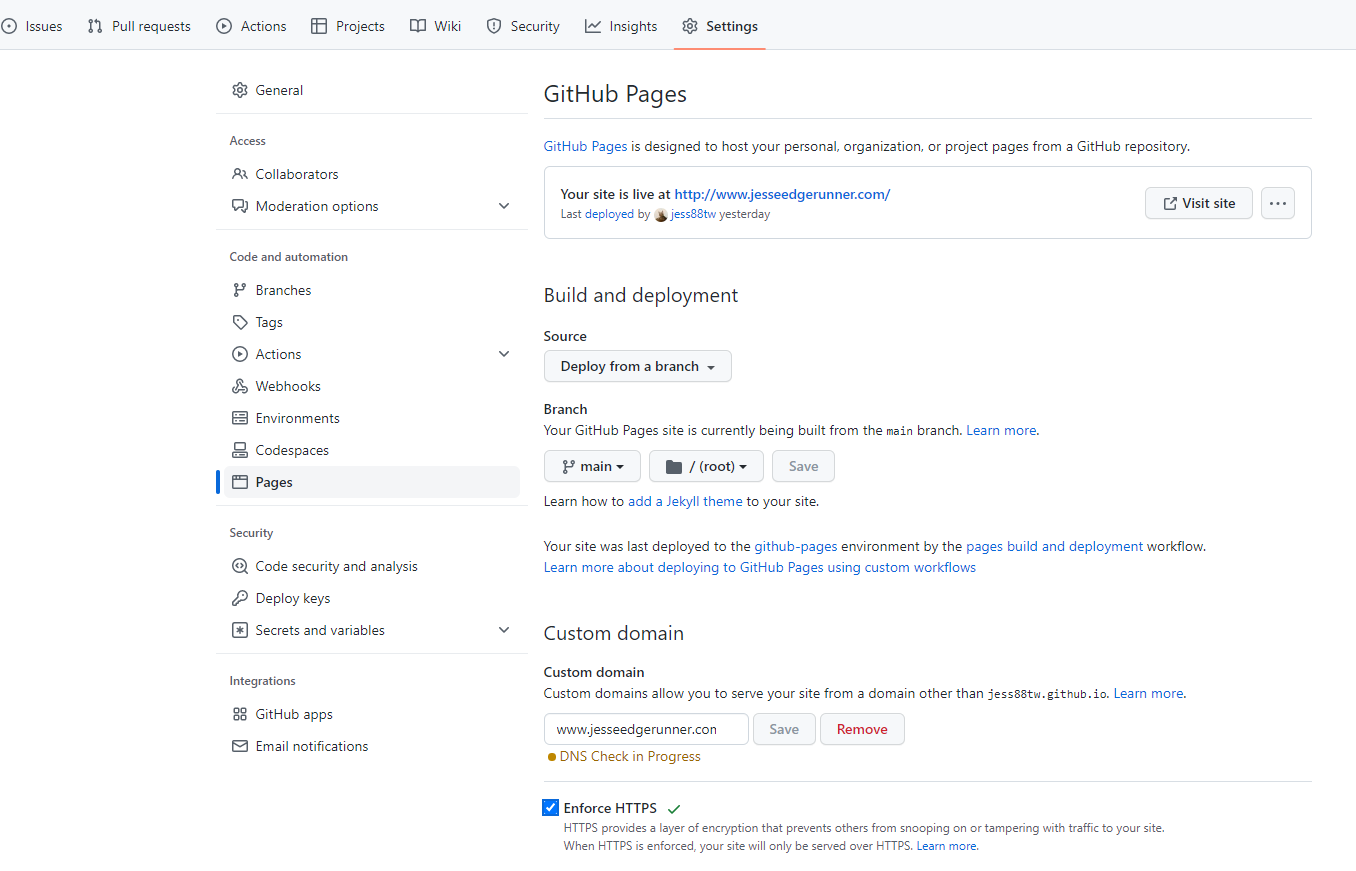 Issues Pull requests Actions Projects Wiki Security Insights Settings
General
Access
Collaborators
Moderation options
Code and automation
Branches
Tags
Actions
Webhooks
Environments
Codespaces
Pages
Security
Code security and analysis
Deploy keys
Secrets and variables
Integrations
GitHub apps
Email notifications
GitHub Pages
GitHub Pages is designed to host your personal, organization, or project pages from a GitHub repository.
Your site is live at http://www.jesseedgerunner.com/
Last deployed by jess88tw yesterday
Visit site
Build and deployment
Source
Deploy from a branch
Branch
Your GitHub Pages site is currently being built from the main branch. Learn more.
main / (root) Save
Learn how to add a Jekyll theme to your site.
Your site was last deployed to the github-pages environment by the pages build and deployment workflow.
Learn more about deploying to GitHub Pages using custom workflows
Custom domain
Custom domain
Custom domains allow you to serve your site from a domain other than jess88tw.github.io. Learn more.
www.jesseedgerunner.com Save Remove
DNS Check in Progress
Enforce HTTPS
HTTPS provides a layer of encryption that prevents others from snooping on or tampering with traffic to your site.
When HTTPS is enforced, your site will only be served over HTTPS. Learn more.